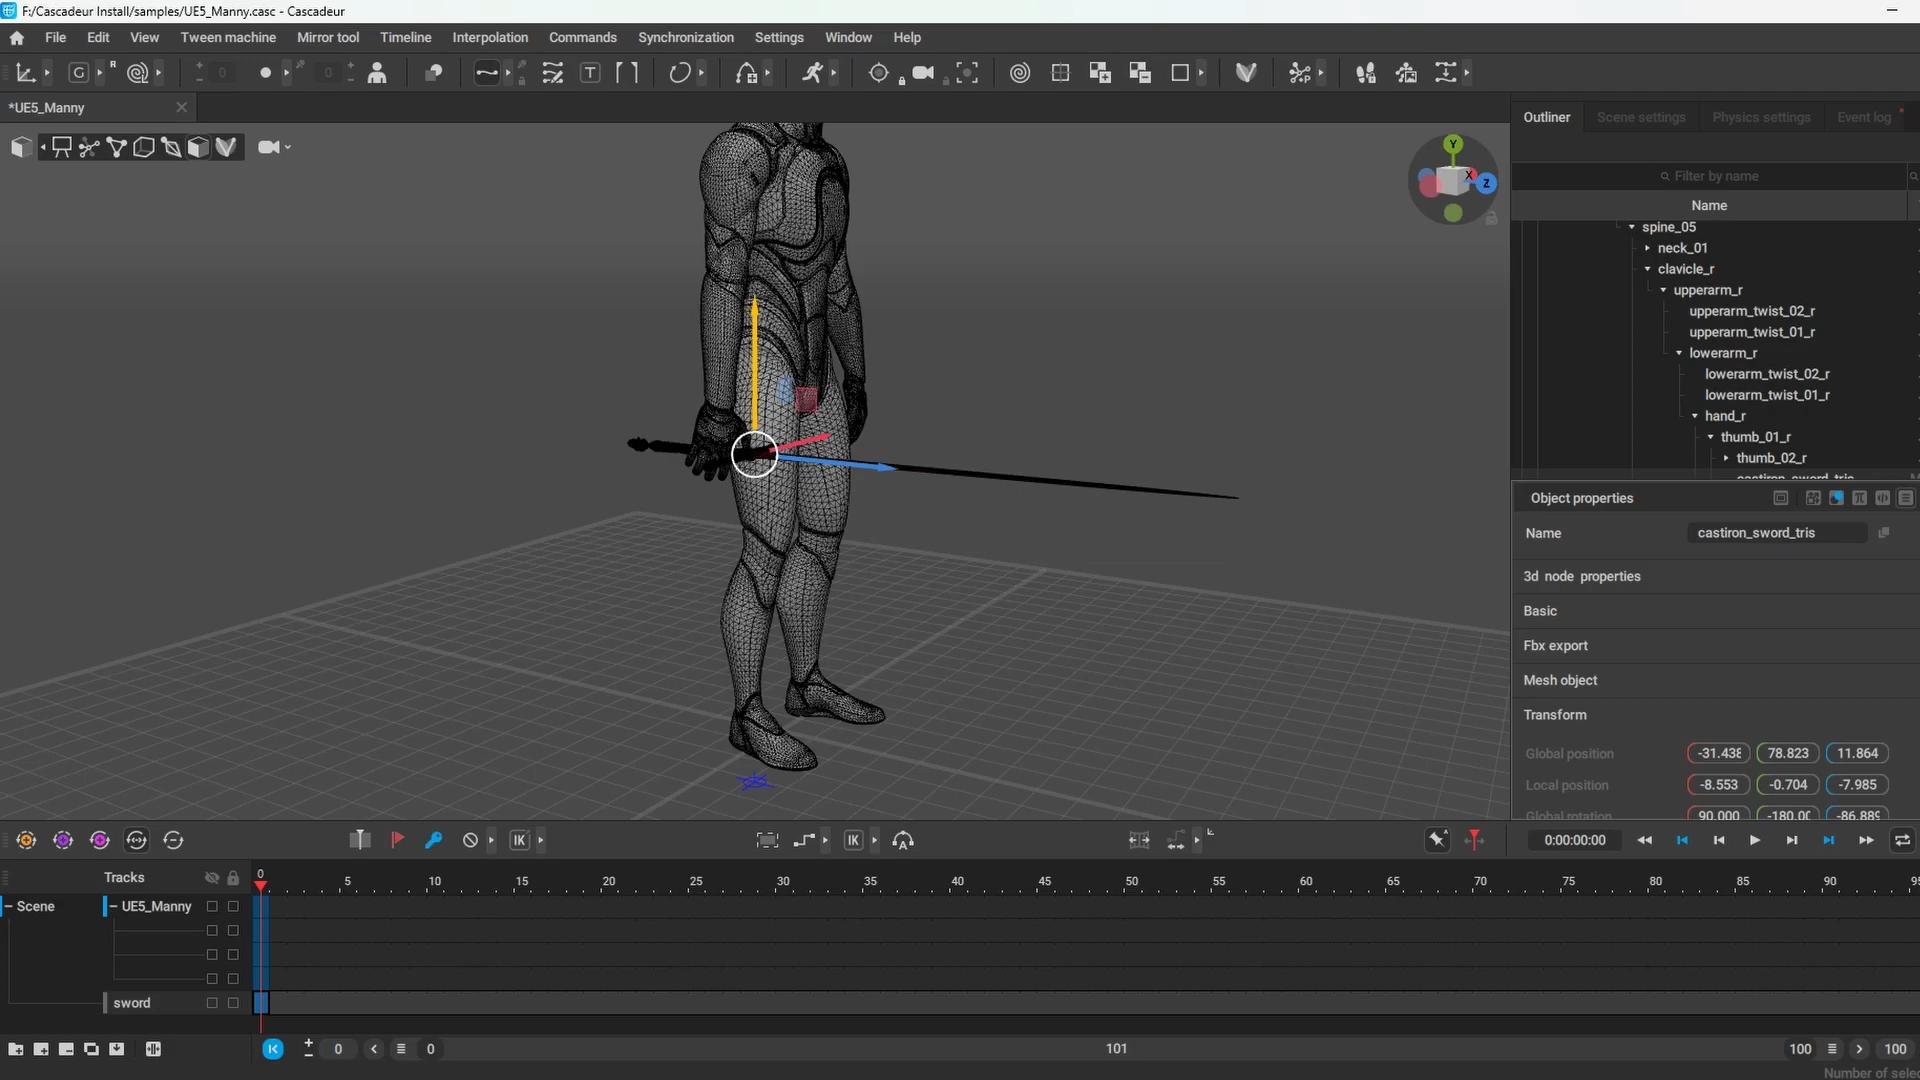 F:/Cascadeur Install/samples/UE5_Manny.casc - Cascadeur
File Edit View Tween machine Mirror tool Timeline Interpolation Commands Synchronization Settings Window Help
G R 0 0 T P
*UE5_Manny
Outliner Scene settings Physics settings Event log
Filter by name
Name
spine_05
neck_01
clavicle_r
upperarm_r
upperarm_twist_02_r
upperarm_twist_01_r
lowerarm_r
lowerarm_twist_02_r
lowerarm_twist_01_r
hand_r
thumb_01_r
thumb_02_r
castiron_sword_tris
Y X Z
Object properties
Name castiron_sword_tris
3d node properties
Basic
Fbx export
Mesh object
Transform
Global position -31.438 78.823 11.864
Local position -8.553 -0.704 -7.985
Global rotation 90.000 -180.00 -86.889
IK IK 0:00:00:00
Tracks 0 5 10 15 20 25 30 35 40 45 50 55 60 65 70 75 80 85 90 95
Scene UE5_Manny
sword
0 0 101 100 100
Number of selec